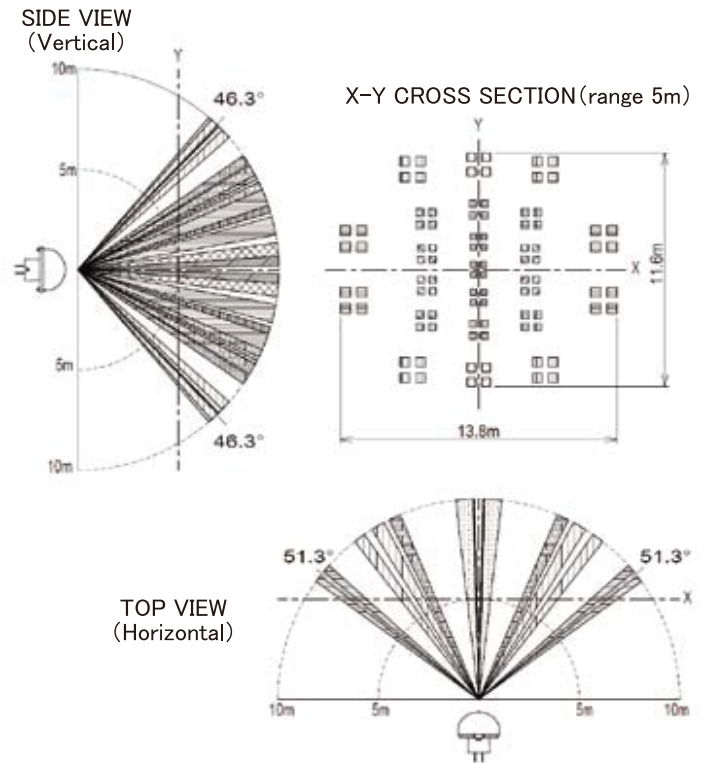 SIDE VIEW
(Vertical)
Y
10m
46.3°
5m
5m
46.3°
10m
X-Y CROSS SECTION(range 5m)
Y
X
11.6m
13.8m
51.3°
51.3°
X
TOP VIEW
(Horizontal)
10m
5m
5m
10m